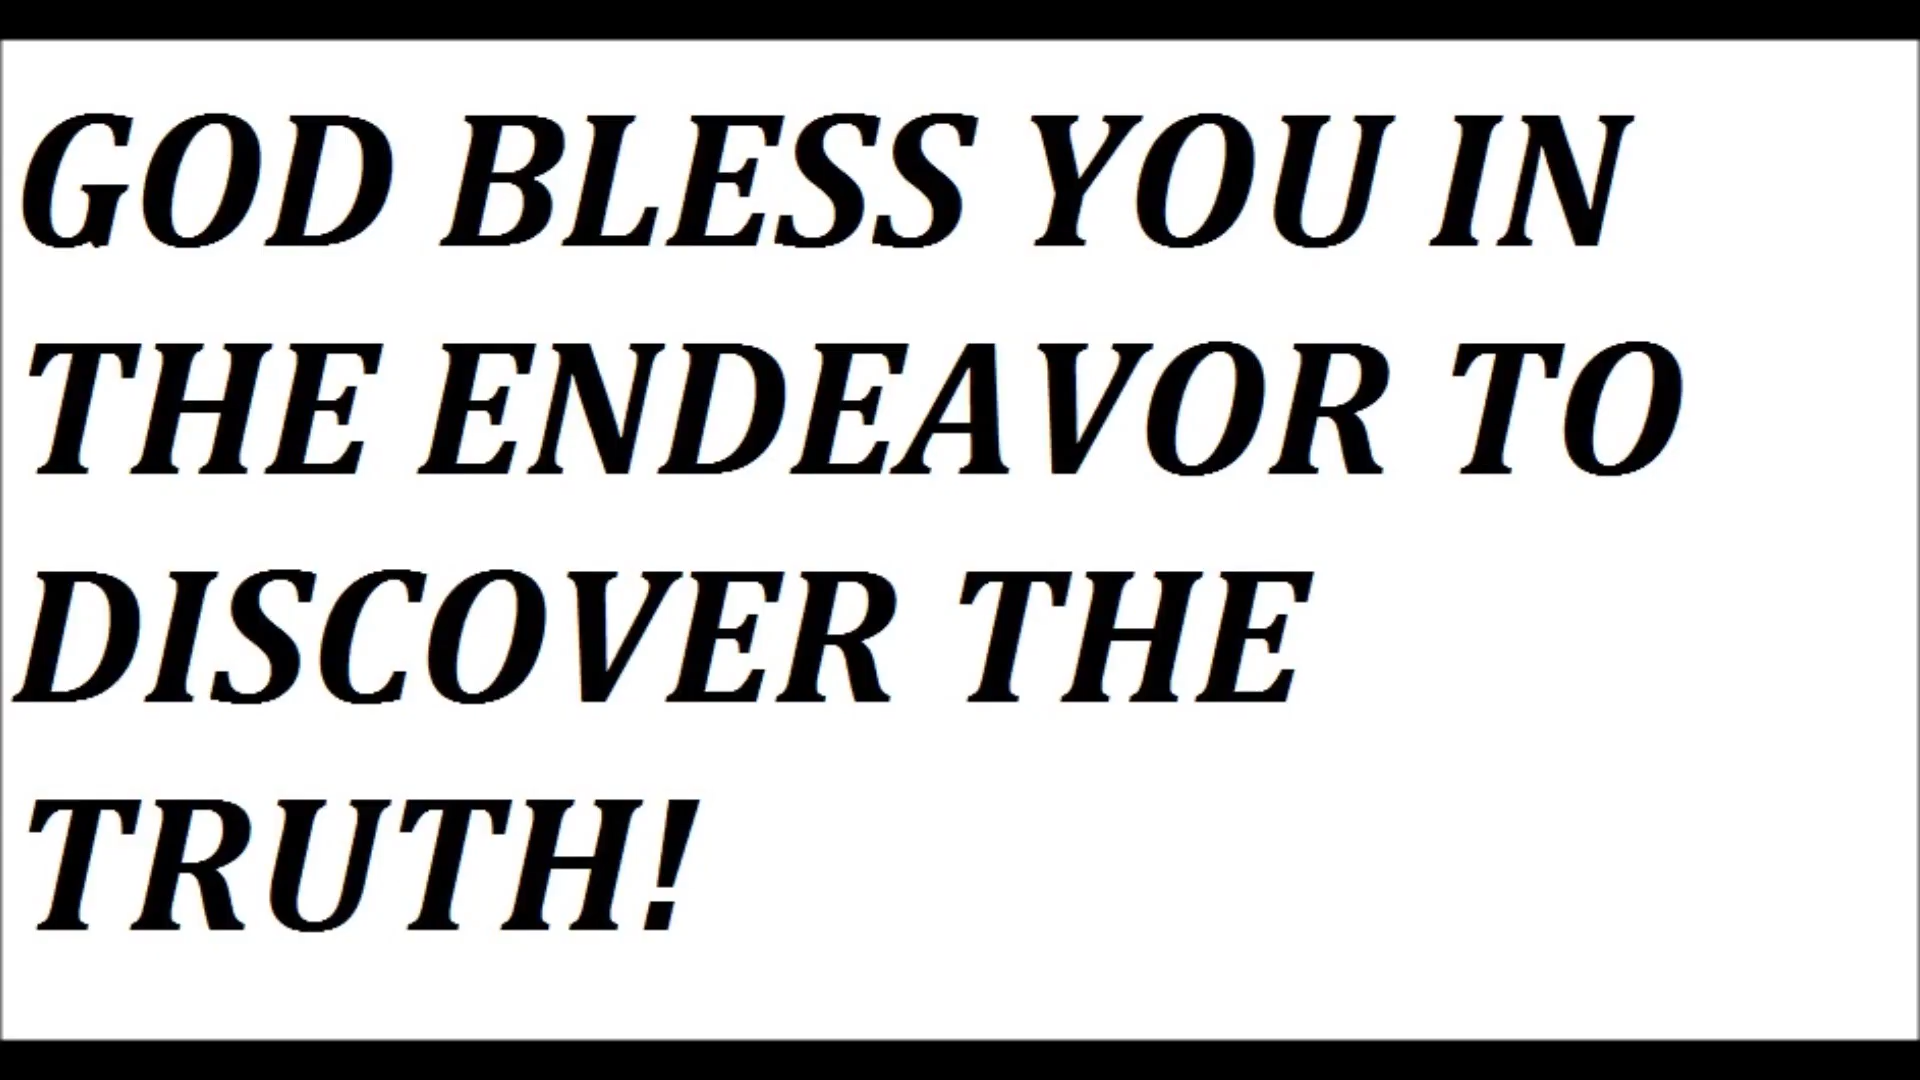 GOD BLESS YOU IN
THE ENDEAVOR TO
DISCOVER THE
TRUTH!